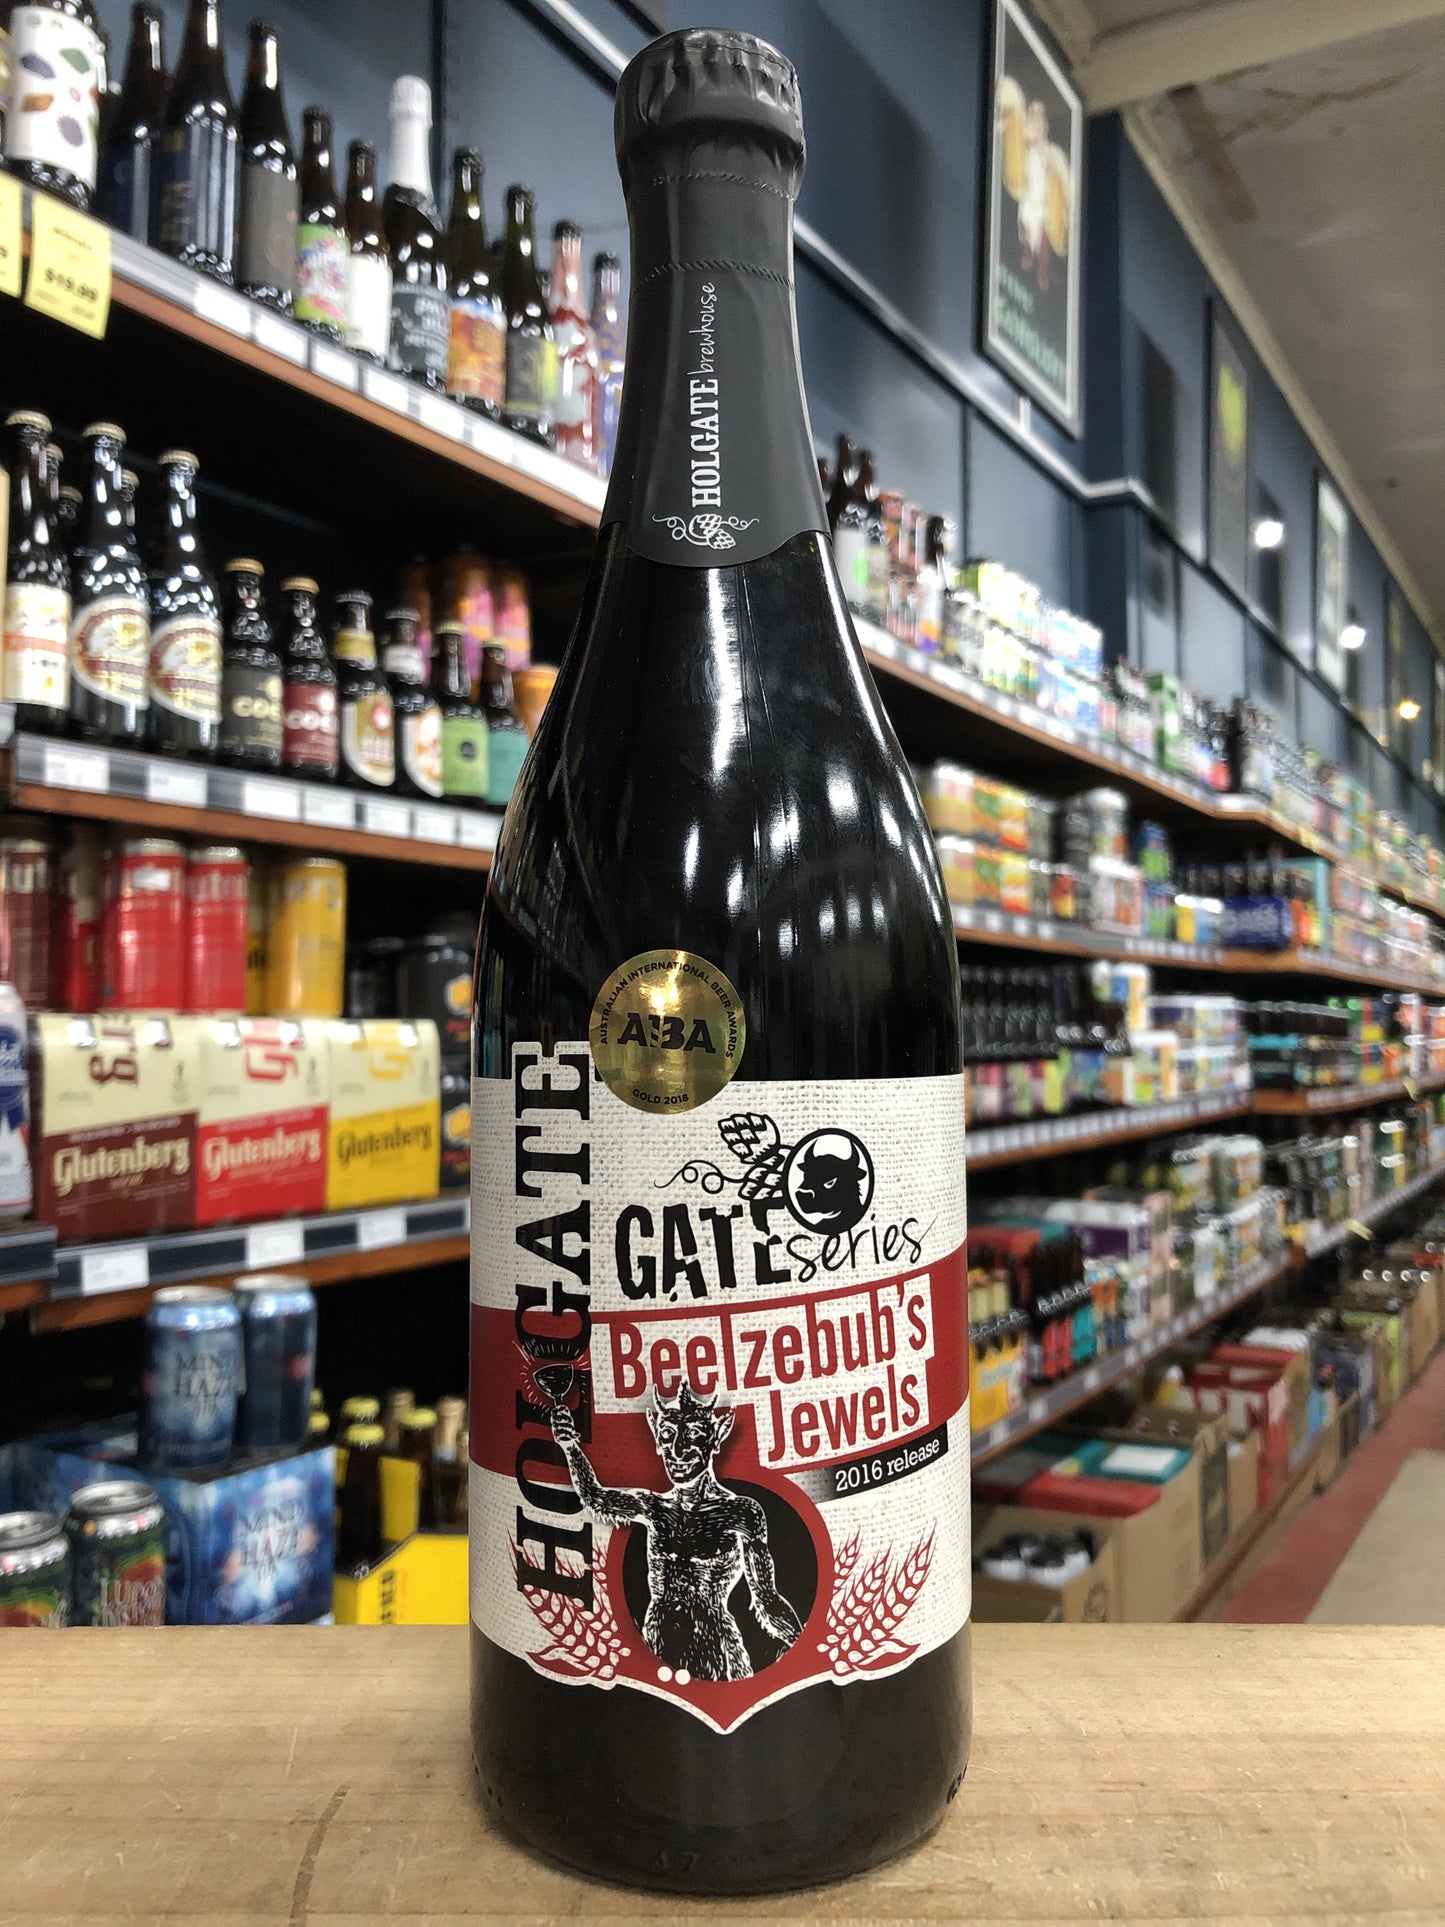 HOLGATE brewhouse
AUSTRALIAN INTERNATIONAL BEER AWARDS
AIBA
GOLD 2018
HOLGATE
GATE series
Beelzebub's
Jewels
2016 release
$19.99
Glutenberg
Glutenberg
Glutenberg
MIND
HAZE
MIND
HAZE